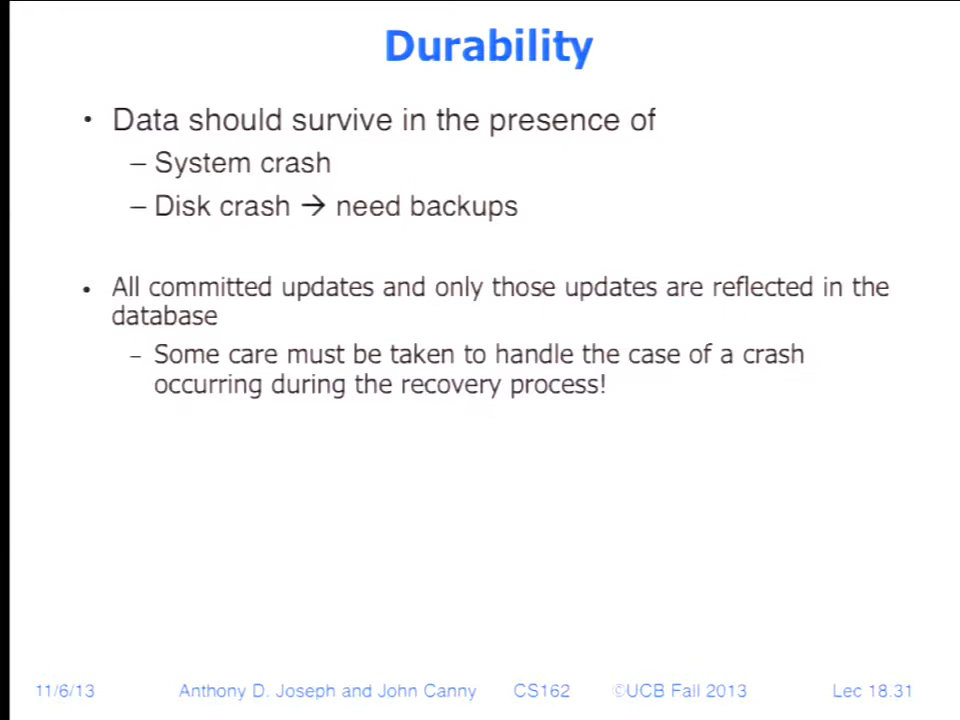 Durability
• Data should survive in the presence of
– System crash
– Disk crash → need backups
• All committed updates and only those updates are reflected in the
database
– Some care must be taken to handle the case of a crash
occurring during the recovery process!
11/6/13 Anthony D. Joseph and John Canny CS162 ©UCB Fall 2013 Lec 18.31